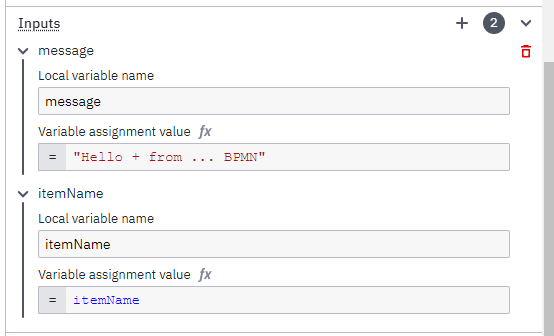 Inputs
2
message
Local variable name
message
Variable assignment value fx
= "Hello + from ... BPMN"
itemName
Local variable name
itemName
Variable assignment value fx
= itemName